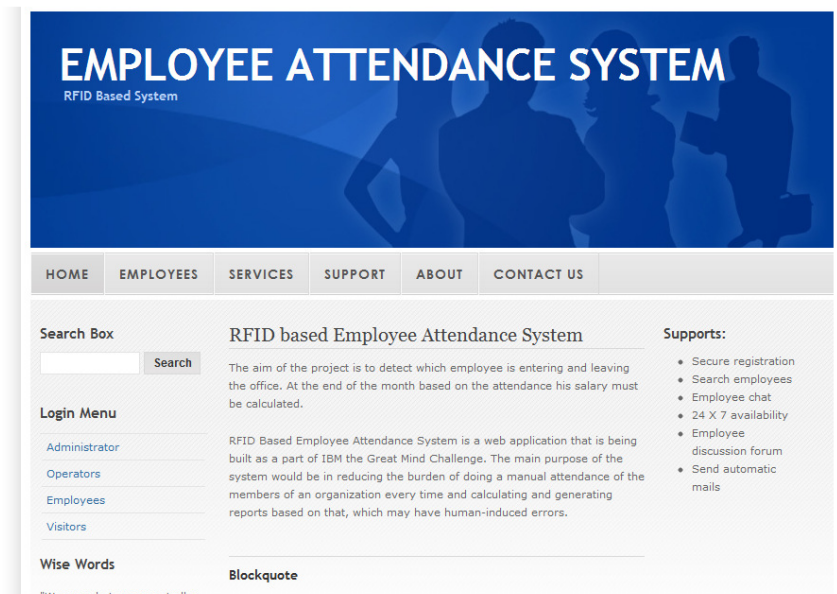 EMPLOYEE ATTENDANCE SYSTEM
RFID Based System
HOME
EMPLOYEES
SERVICES
SUPPORT
ABOUT
CONTACT US
Search Box
Search
Login Menu
Administrator
Operators
Employees
Visitors
Wise Words
RFID based Employee Attendance System
The aim of the project is to detect which employee is entering and leaving
the office. At the end of the month based on the attendance his salary must
be calculated.
RFID Based Employee Attendance System is a web application that is being
built as a part of IBM the Great Mind Challenge. The main purpose of the
system would be in reducing the burden of doing a manual attendance of the
members of an organization every time and calculating and generating
reports based on that, which may have human-induced errors.
Blockquote
Supports:
Secure registration
Search employees
Employee chat
24 X 7 availability
Employee
discussion forum
Send automatic
mails